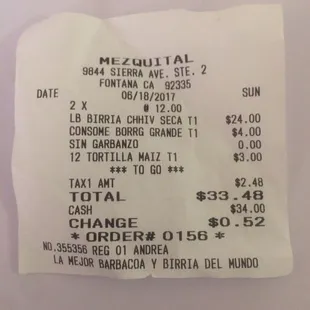 MEZQUITAL
9844 SIERRA AVE. STE. 2
FONTANA CA 92335
DATE 06/18/2017 SUN
2 X @ 12.00
LB BIRRIA CHHIV SECA T1 $24.00
CONSOME BORRG GRANDE T1 $4.00
SIN GARBANZO 0.00
12 TORTILLA MAIZ T1 $3.00
*** TO GO ***
TAX1 AMT $2.48
TOTAL $33.48
CASH $34.00
CHANGE $0.52
* ORDER# 0156 *
NO.355356 REG 01 ANDREA
LA MEJOR BARBACOA Y BIRRIA DEL MUNDO